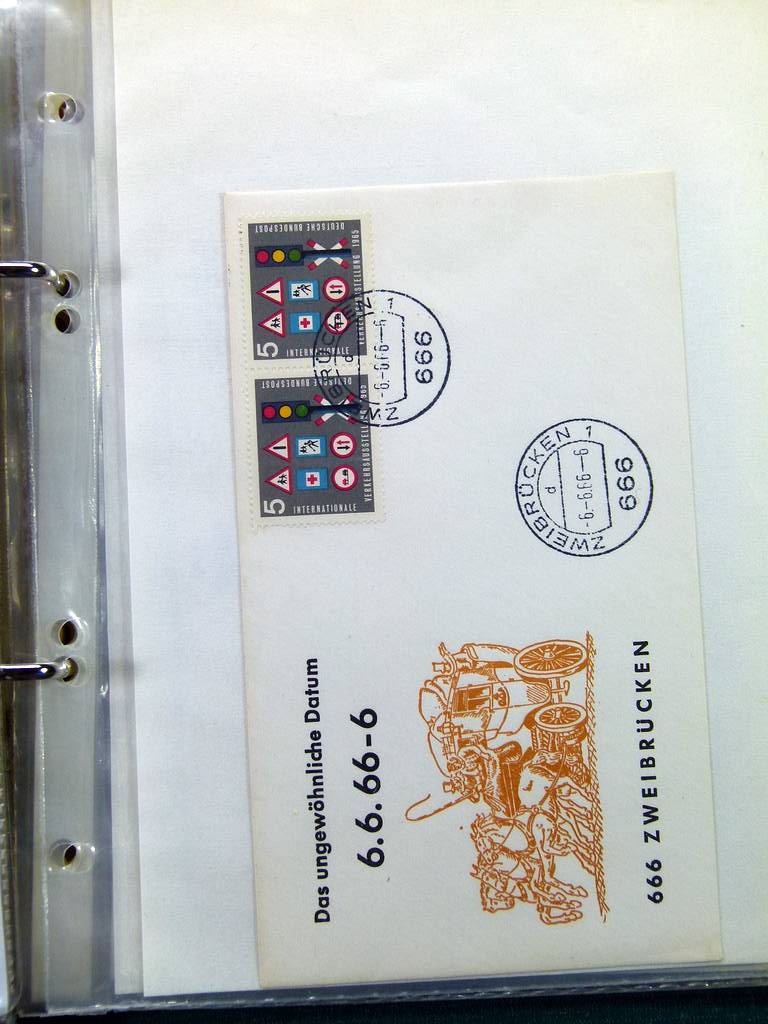 Das ungewöhnliche Datum
6.6.66-6
666 ZWEIBRÜCKEN
DEUTSCHE BUNDESPOST
5
INTERNATIONALE
VERKEHRSAUSSTELLUNG 1965
DEUTSCHE BUNDESPOST
5
INTERNATIONALE
VERKEHRSAUSSTELLUNG 1965
ZWEIBRÜCKEN 1
d
-6.-6.66-6
666
ZWEIBRÜCKEN 1
d
-6.-6.66-6
666